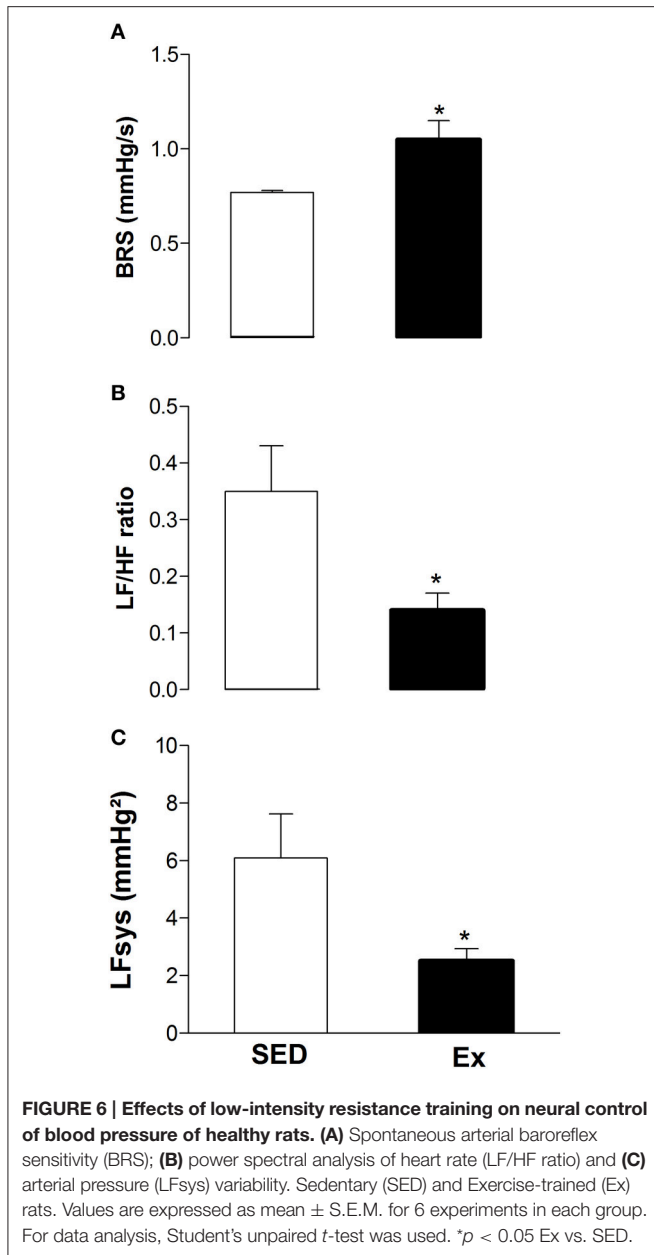 A
BRS (mmHg/s)
1.5
1.0
0.5
0.0
*
B
LF/HF ratio
0.5
0.4
0.3
0.2
0.1
0.0
*
C
LFsys (mmHg²)
10
8
6
4
2
0
*
SED Ex
FIGURE 6 | Effects of low-intensity resistance training on neural control
of blood pressure of healthy rats. (A) Spontaneous arterial baroreflex
sensitivity (BRS); (B) power spectral analysis of heart rate (LF/HF ratio) and (C)
arterial pressure (LFsys) variability. Sedentary (SED) and Exercise-trained (Ex)
rats. Values are expressed as mean ± S.E.M. for 6 experiments in each group.
For data analysis, Student's unpaired t-test was used. *p < 0.05 Ex vs. SED.